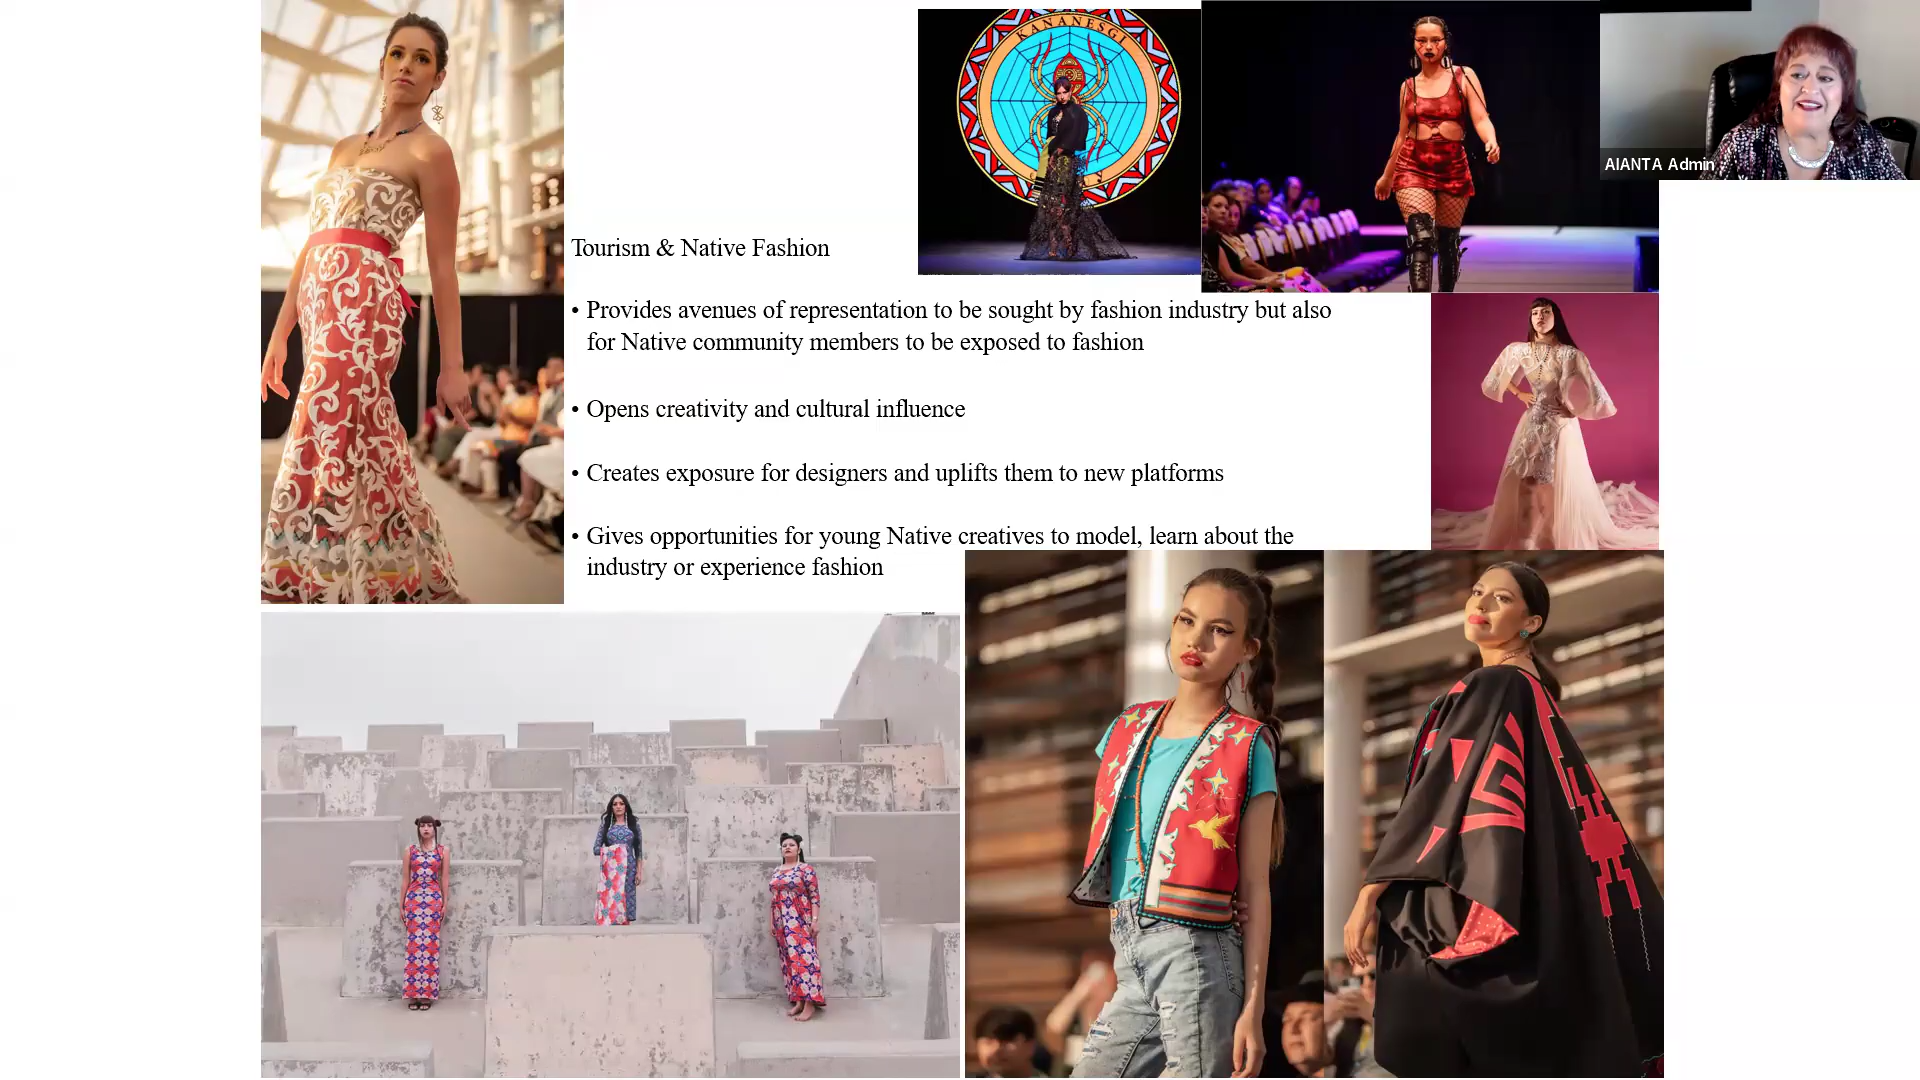 KANANESGI
AIANTA Admin
Tourism & Native Fashion
• Provides avenues of representation to be sought by fashion industry but also
for Native community members to be exposed to fashion
• Opens creativity and cultural influence
• Creates exposure for designers and uplifts them to new platforms
• Gives opportunities for young Native creatives to model, learn about the
industry or experience fashion